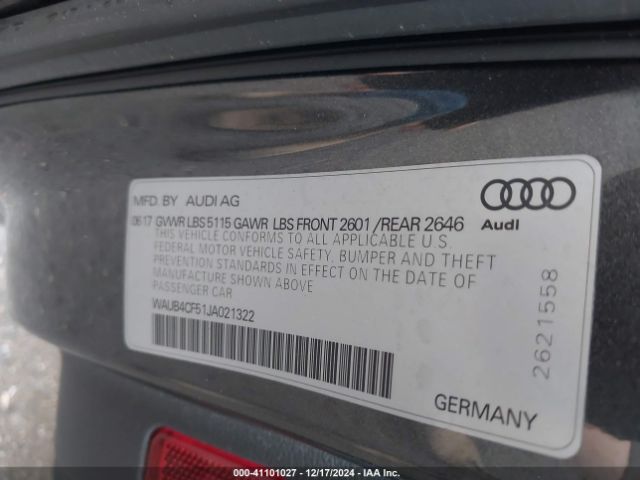 MFD. BY AUDI AG
06.17 GVWR LBS 5115 GAWR LBS FRONT 2601 / REAR 2646
THIS VEHICLE CONFORMS TO ALL APPLICABLE U.S.
FEDERAL MOTOR VEHICLE SAFETY, BUMPER AND THEFT
PREVENTION STANDARDS IN EFFECT ON THE DATE OF
MANUFACTURE SHOWN ABOVE
PASSENGER CAR
WAUB4CF51JA021322
Audi
2621558
GERMANY
000-41101027 - 12/17/2024 - IAA Inc.